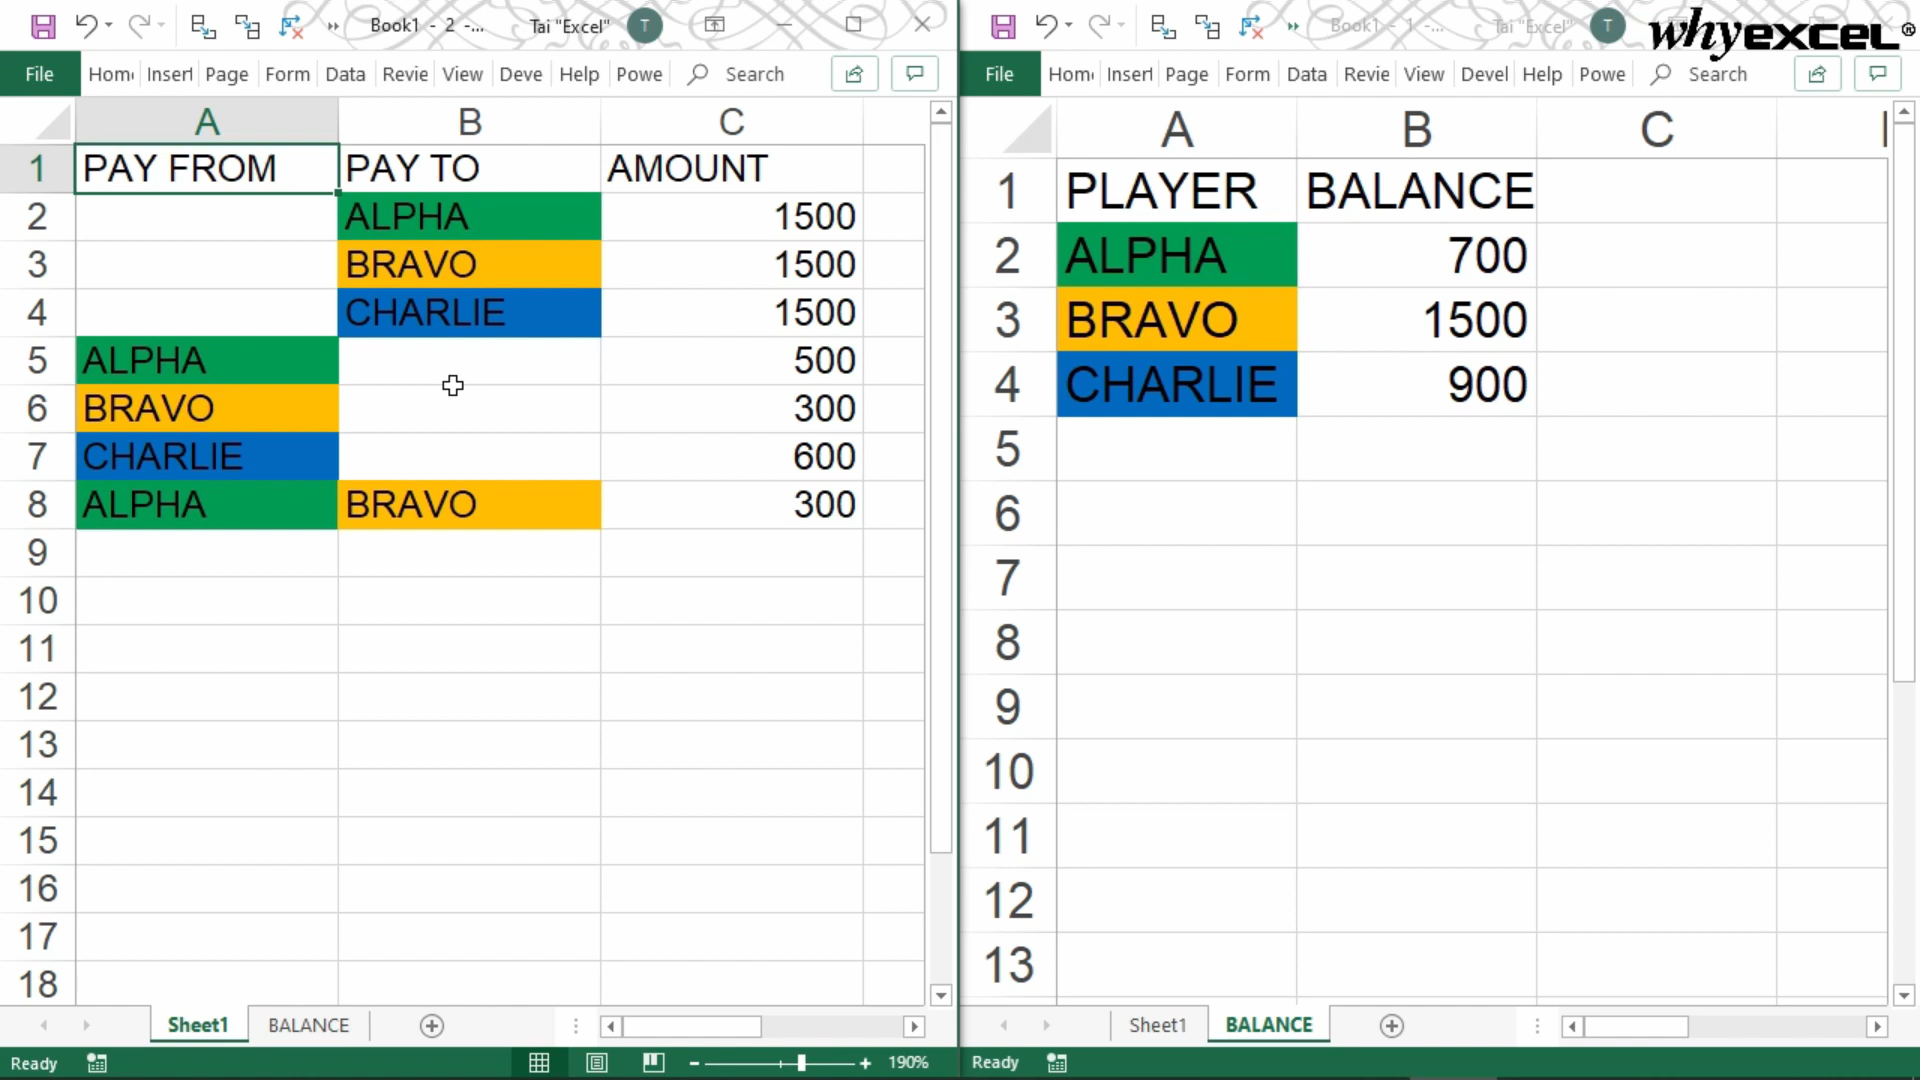 Book1 - 2 -...
Tai "Excel"
T
File
Hom
Insert
Page
Form
Data
Revie
View
Deve
Help
Powe
Search
A B C
1 PAY FROM PAY TO AMOUNT
2 ALPHA 1500
3 BRAVO 1500
4 CHARLIE 1500
5 ALPHA 500
6 BRAVO 300
7 CHARLIE 600
8 ALPHA BRAVO 300
9
10
11
12
13
14
15
16
17
18
Sheet1 BALANCE
Ready
190%
Book1 - 1 -...
Tai "Excel"
T
whyexcel®
File
Hom
Insert
Page
Form
Data
Revie
View
Devel
Help
Powe
Search
A B C
1 PLAYER BALANCE
2 ALPHA 700
3 BRAVO 1500
4 CHARLIE 900
5
6
7
8
9
10
11
12
13
Sheet1 BALANCE
Ready